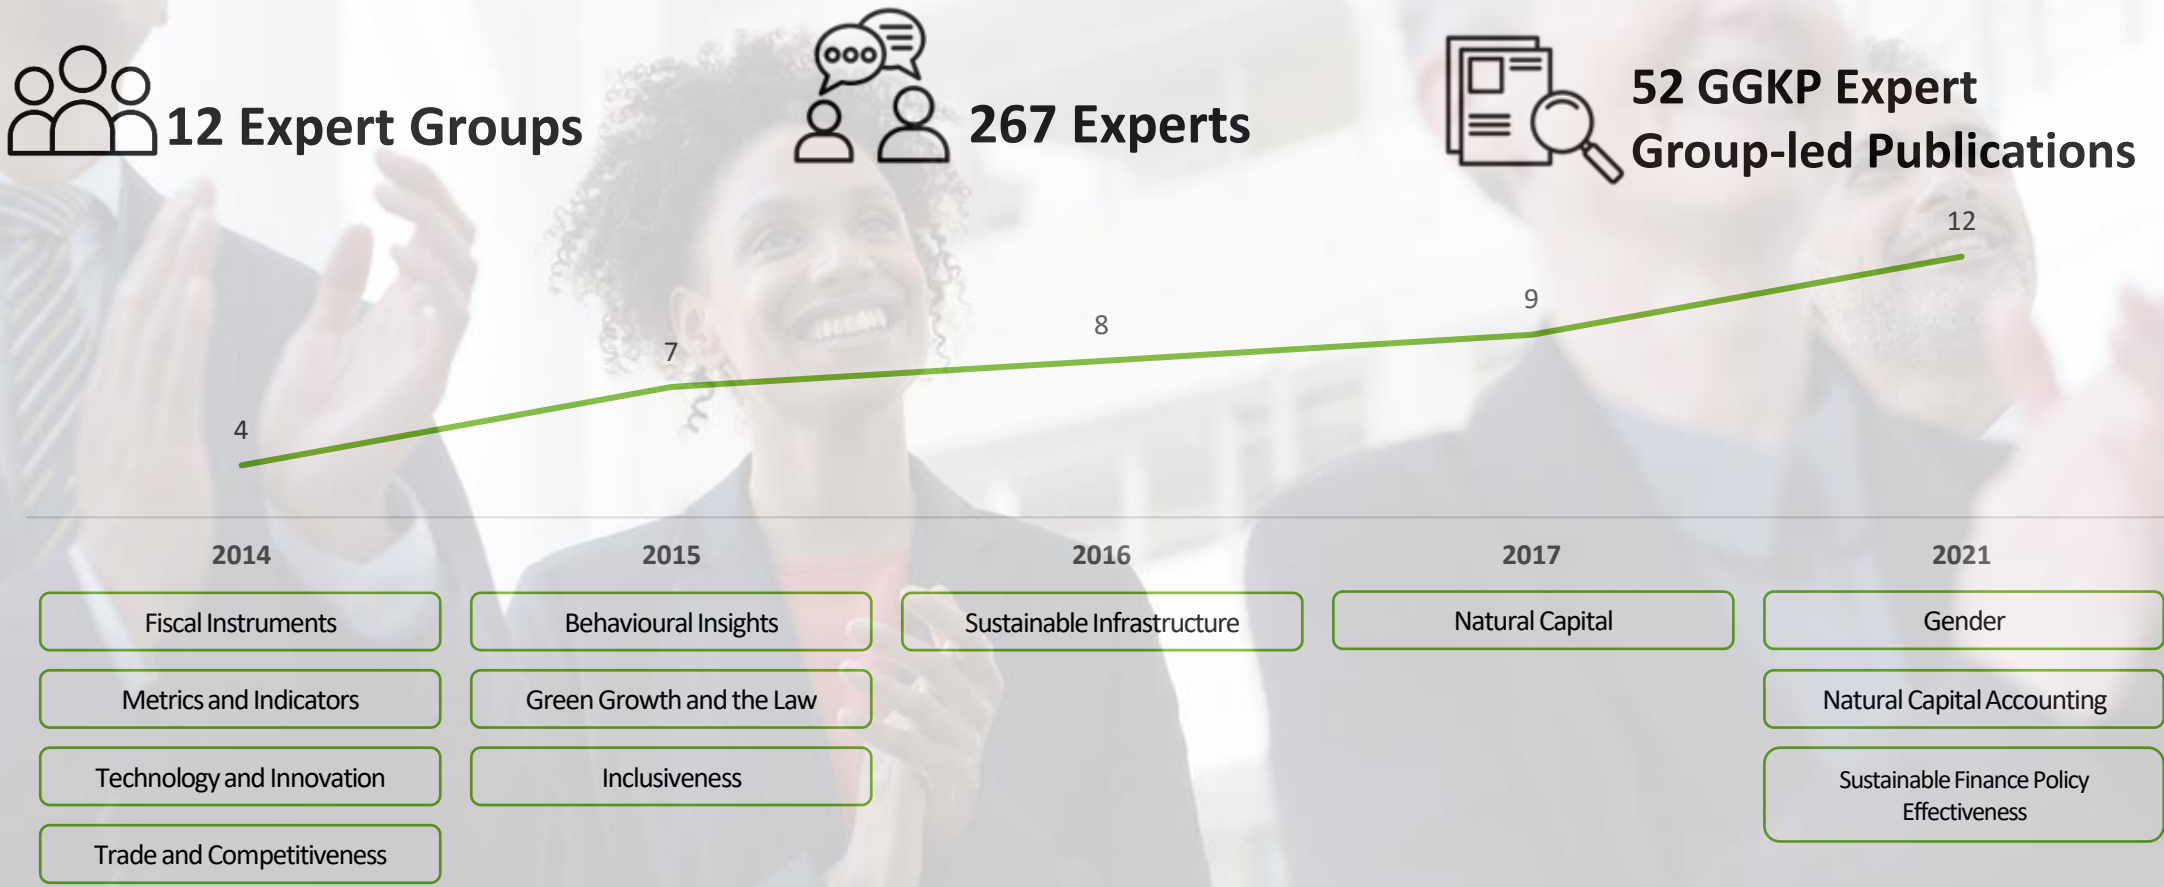 12 Expert Groups
267 Experts
52 GGKP Expert
Group-led Publications
4
7
8
9
12
2014
2015
2016
2017
2021
Fiscal Instruments
Behavioural Insights
Sustainable Infrastructure
Natural Capital
Gender
Metrics and Indicators
Green Growth and the Law
Natural Capital Accounting
Technology and Innovation
Inclusiveness
Sustainable Finance Policy
Effectiveness
Trade and Competitiveness